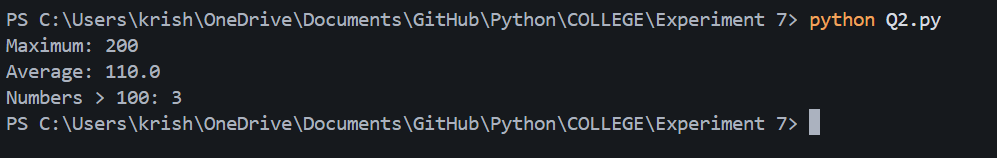 PS C:\Users\krish\OneDrive\Documents\GitHub\Python\COLLEGE\Experiment 7> python Q2.py
Maximum: 200
Average: 110.0
Numbers > 100: 3
PS C:\Users\krish\OneDrive\Documents\GitHub\Python\COLLEGE\Experiment 7>